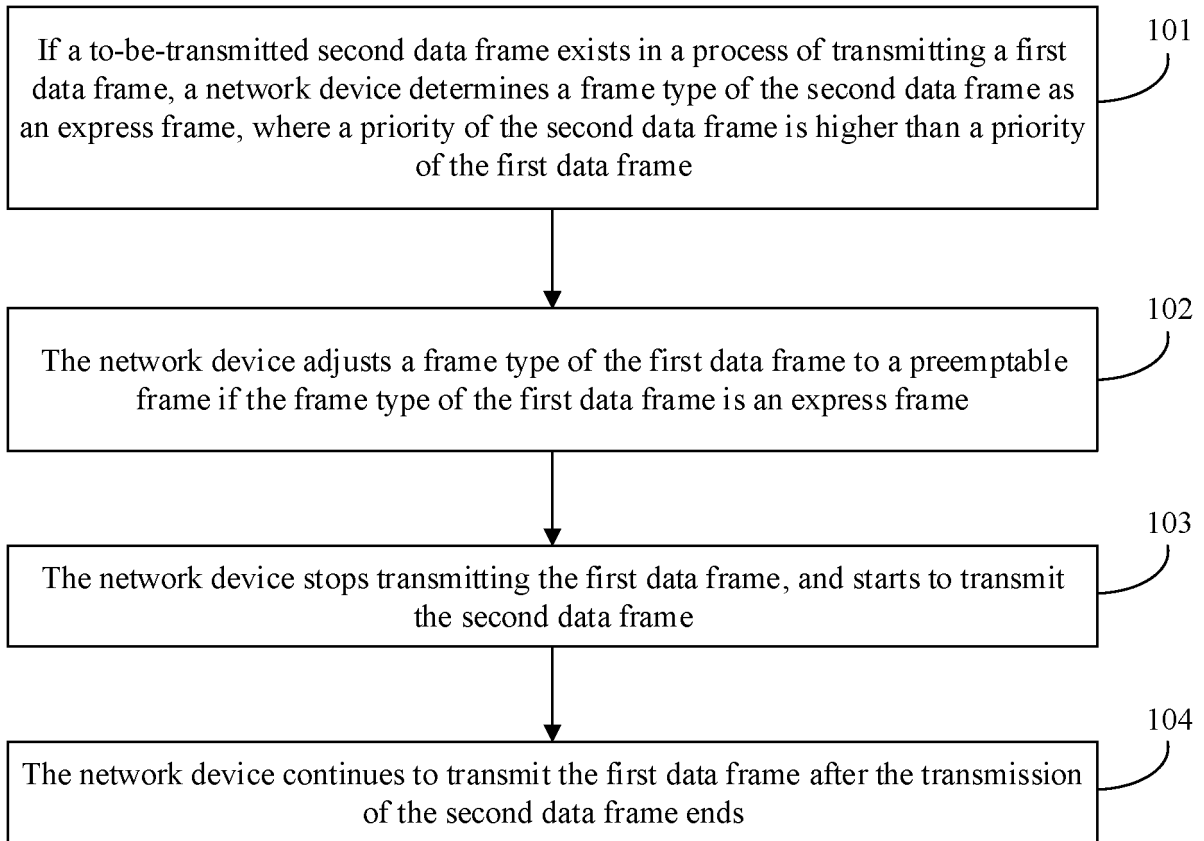 101
If a to-be-transmitted second data frame exists in a process of transmitting a first
data frame, a network device determines a frame type of the second data frame as
an express frame, where a priority of the second data frame is higher than a priority
of the first data frame
102
The network device adjusts a frame type of the first data frame to a preemptable
frame if the frame type of the first data frame is an express frame
103
The network device stops transmitting the first data frame, and starts to transmit
the second data frame
104
The network device continues to transmit the first data frame after the transmission
of the second data frame ends